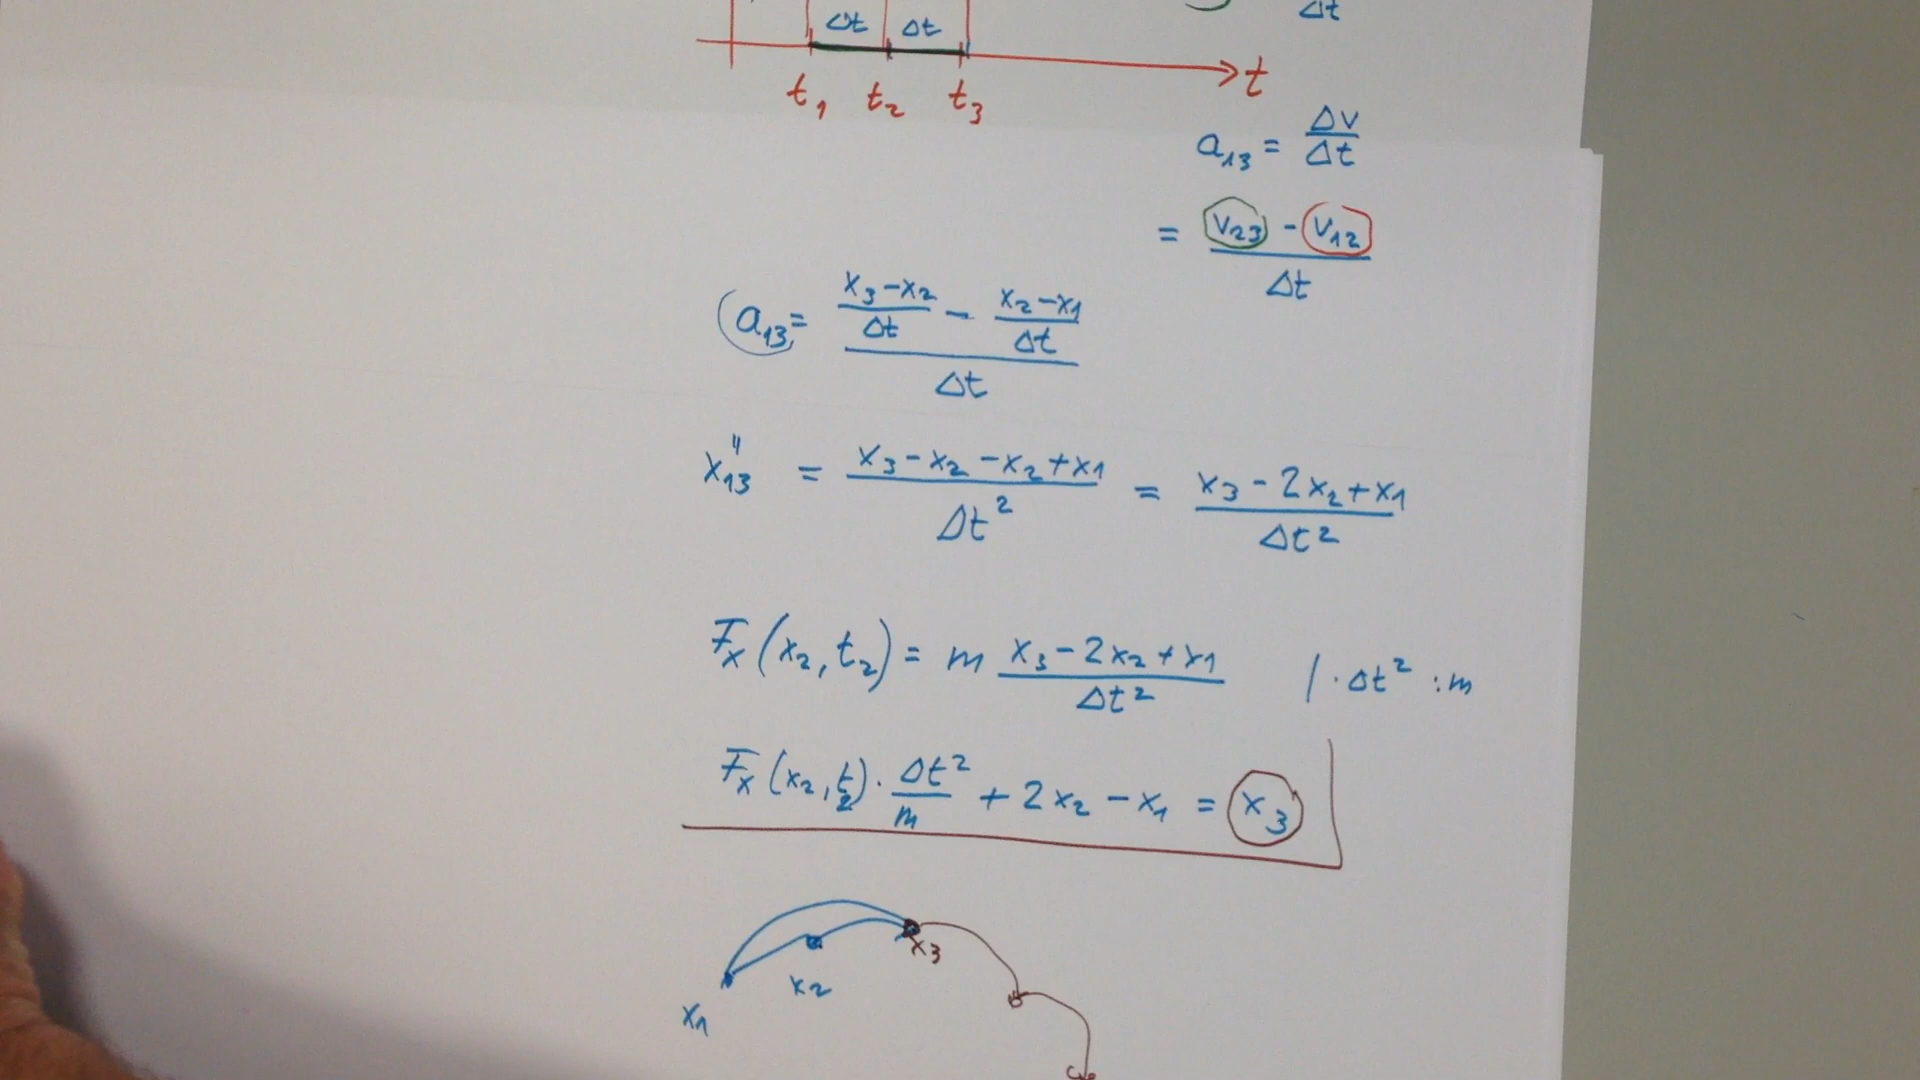 Δt
Δt Δt
t
t₁ t₂ t₃
a₁₃ = Δv/Δt
= (v₂₃ - v₁₂)/Δt
a₁₃ = ((x₃-x₂)/Δt - (x₂-x₁)/Δt)/Δt
x₁₃'' = (x₃-x₂-x₂+x₁)/Δt² = (x₃-2x₂+x₁)/Δt²
Fₓ(x₂,t₂) = m (x₃-2x₂+x₁)/Δt² | · Δt² : m
Fₓ(x₂,t₂) · Δt²/m + 2x₂ - x₁ = x₃
x₃
x₂
x₁